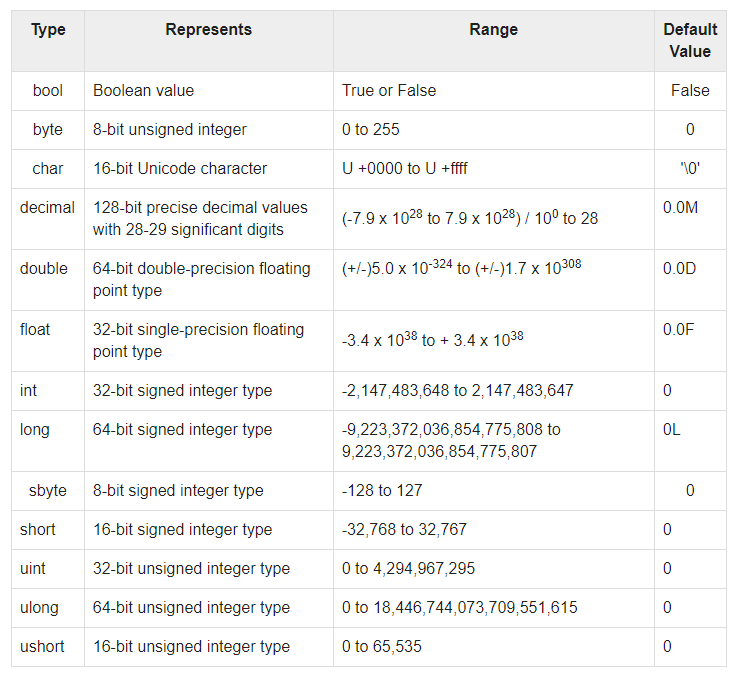 Type Represents Range Default Value
bool Boolean value True or False False
byte 8-bit unsigned integer 0 to 255 0
char 16-bit Unicode character U +0000 to U +ffff '\0'
decimal 128-bit precise decimal values with 28-29 significant digits (-7.9 x 10^28 to 7.9 x 10^28) / 10^0 to 28 0.0M
double 64-bit double-precision floating point type (+/-)5.0 x 10^-324 to (+/-)1.7 x 10^308 0.0D
float 32-bit single-precision floating point type -3.4 x 10^38 to + 3.4 x 10^38 0.0F
int 32-bit signed integer type -2,147,483,648 to 2,147,483,647 0
long 64-bit signed integer type -9,223,372,036,854,775,808 to 9,223,372,036,854,775,807 0L
sbyte 8-bit signed integer type -128 to 127 0
short 16-bit signed integer type -32,768 to 32,767 0
uint 32-bit unsigned integer type 0 to 4,294,967,295 0
ulong 64-bit unsigned integer type 0 to 18,446,744,073,709,551,615 0
ushort 16-bit unsigned integer type 0 to 65,535 0